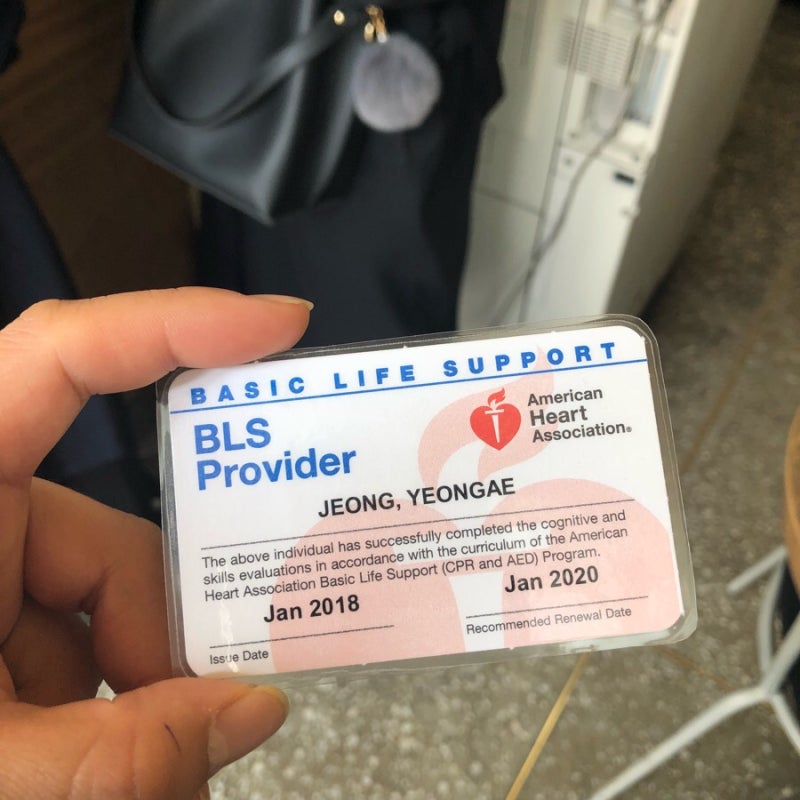 BASIC LIFE SUPPORT
BLS
Provider
American
Heart
Association®
JEONG, YEONGAE
The above individual has successfully completed the cognitive and
skills evaluations in accordance with the curriculum of the American
Heart Association Basic Life Support (CPR and AED) Program.
Jan 2018
Jan 2020
Issue Date
Recommended Renewal Date